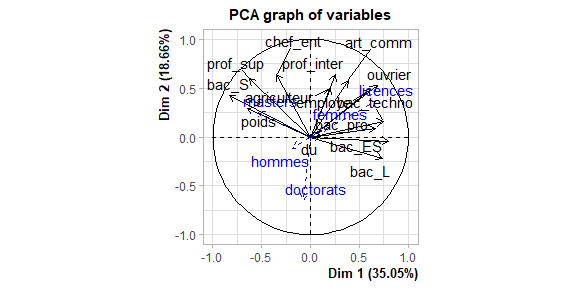 PCA graph of variables
Dim 2 (18.66%)
1.0
0.5
0.0
-0.5
-1.0
chef_ent
art_comm
prof_sup
prof_inter
ouvrier
bac_S
licences
agriculteur
masters
employe
bac_techno
femmes
poids
bac_pro
du
bac_ES
hommes
bac_L
doctorats
-1.0 -0.5 0.0 0.5 1.0
Dim 1 (35.05%)